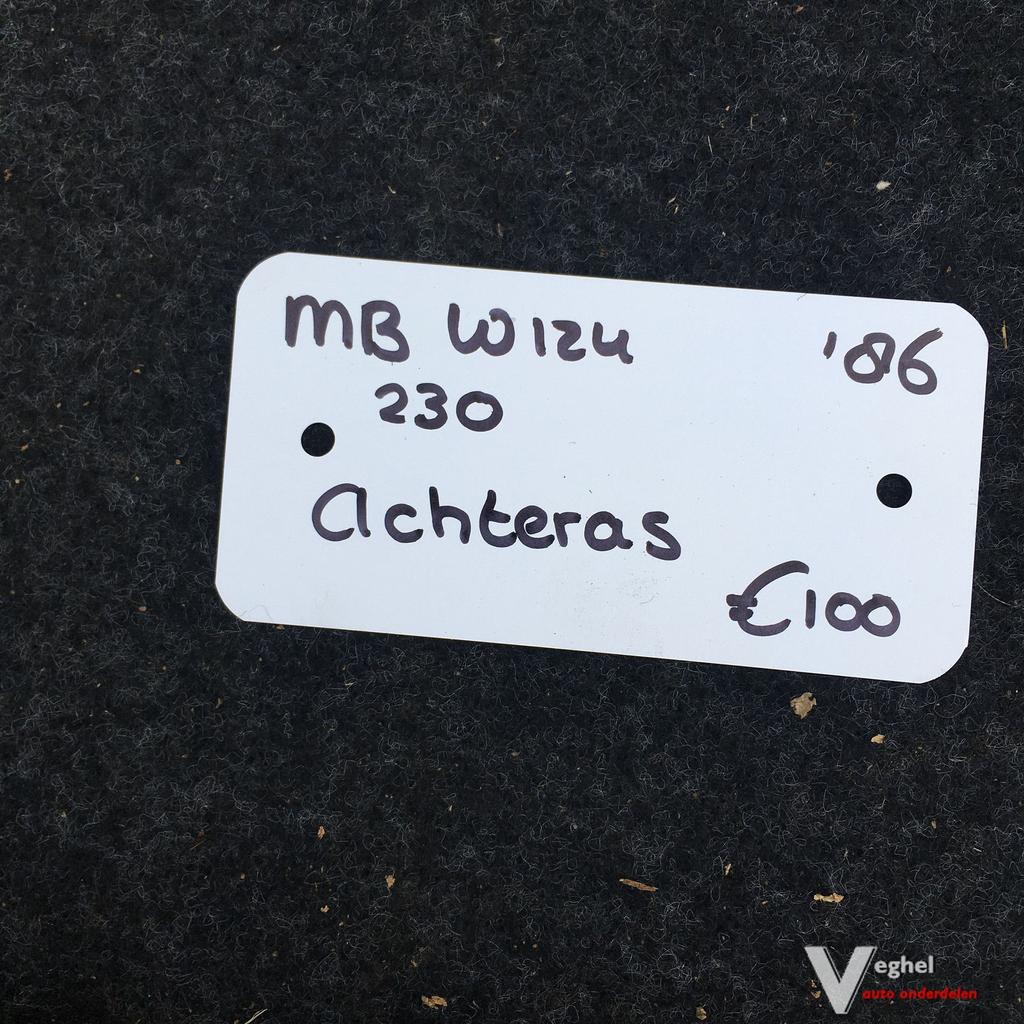 MB W124 '86
230
Achteras
€100
Veghel
auto onderdelen